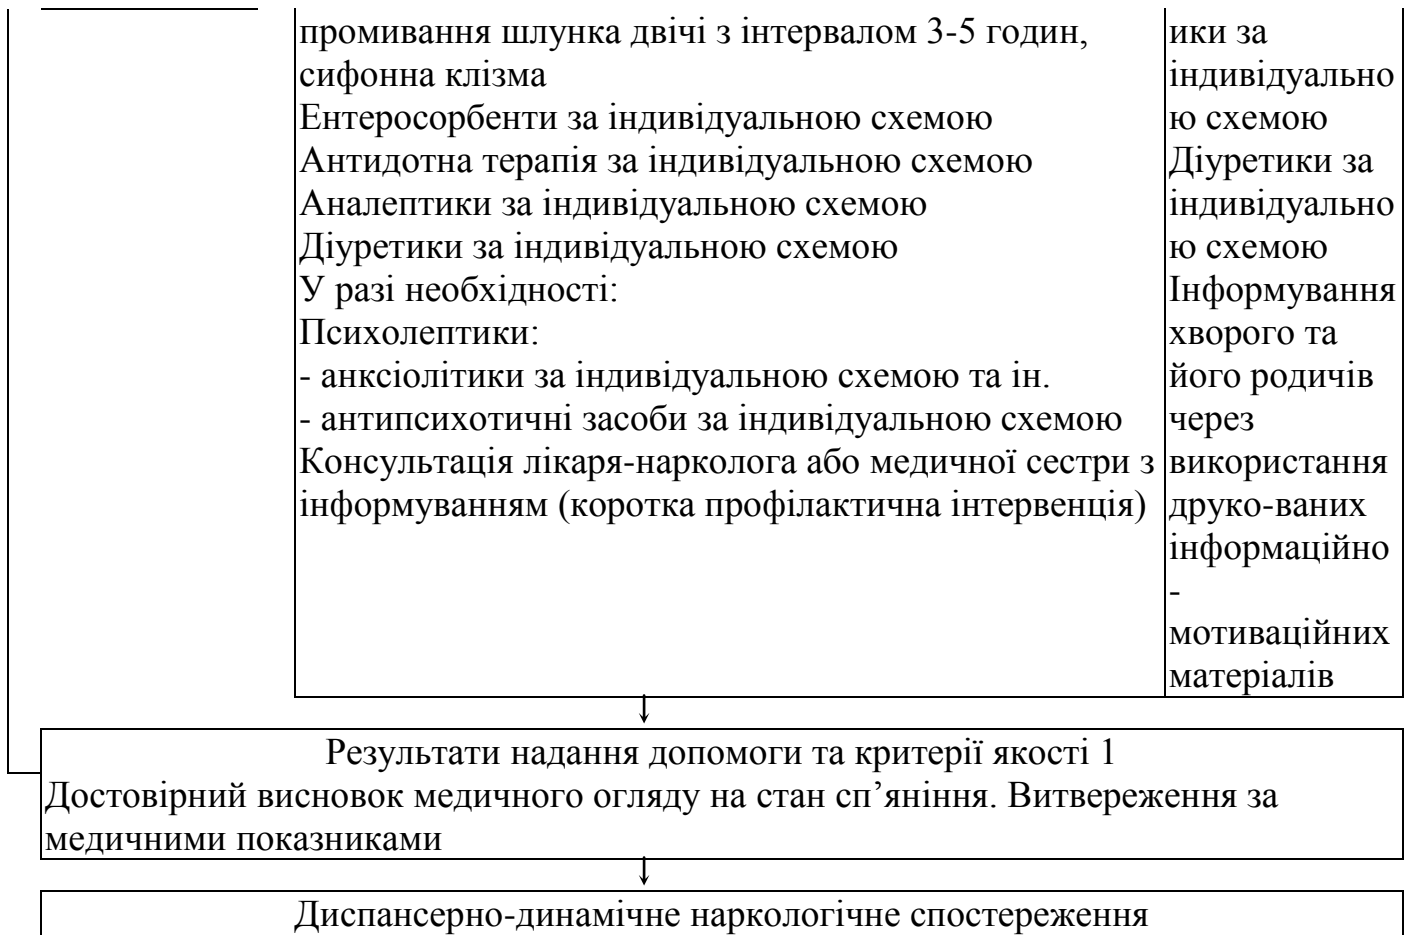 промивання шлунка двічі з інтервалом 3-5 годин,
сифонна клізма
Ентеросорбенти за індивідуальною схемою
Антидотна терапія за індивідуальною схемою
Аналептики за індивідуальною схемою
Діуретики за індивідуальною схемою
У разі необхідності:
Психолептики:
- анксіолітики за індивідуальною схемою та ін.
- антипсихотичні засоби за індивідуальною схемою
Консультація лікаря-нарколога або медичної сестри з
інформуванням (коротка профілактична інтервенція)
ики за
індивідуально
ю схемою
Діуретики за
індивідуально
ю схемою
Інформування
хворого та
його родичів
через
використання
друко-ваних
інформаційно
-
мотиваційних
матеріалів
Результати надання допомоги та критерії якості 1
Достовірний висновок медичного огляду на стан сп’яніння. Витвереження за
медичними показниками
Диспансерно-динамічне наркологічне спостереження